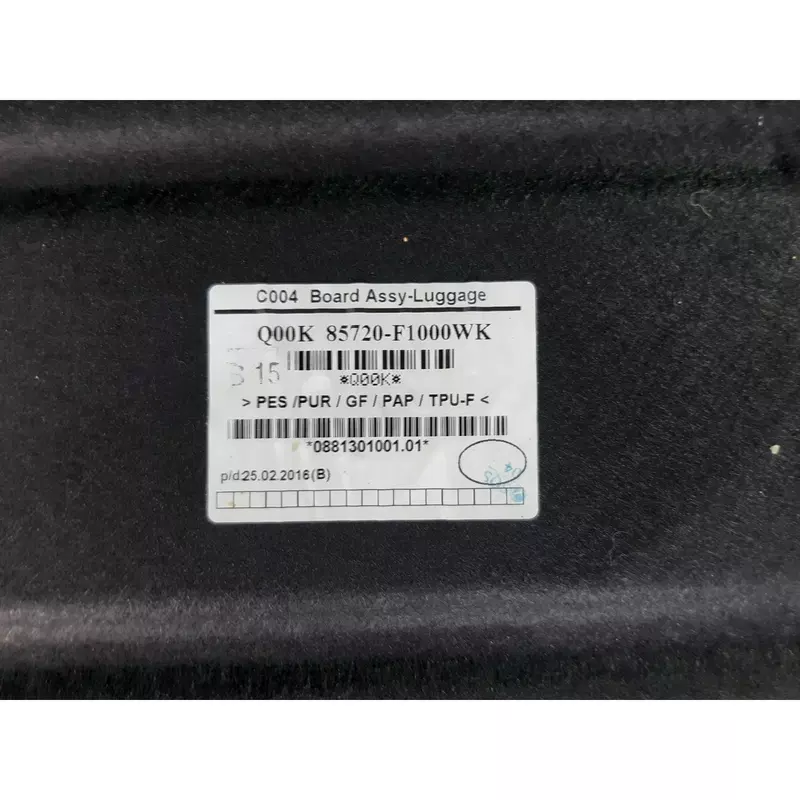 C004 Board Assy-Luggage
Q00K 85720-F1000WK
15
*Q00K*
> PES /PUR / GF / PAP / TPU-F <
*0881301001.01*
p/d:25.02.2016(B)